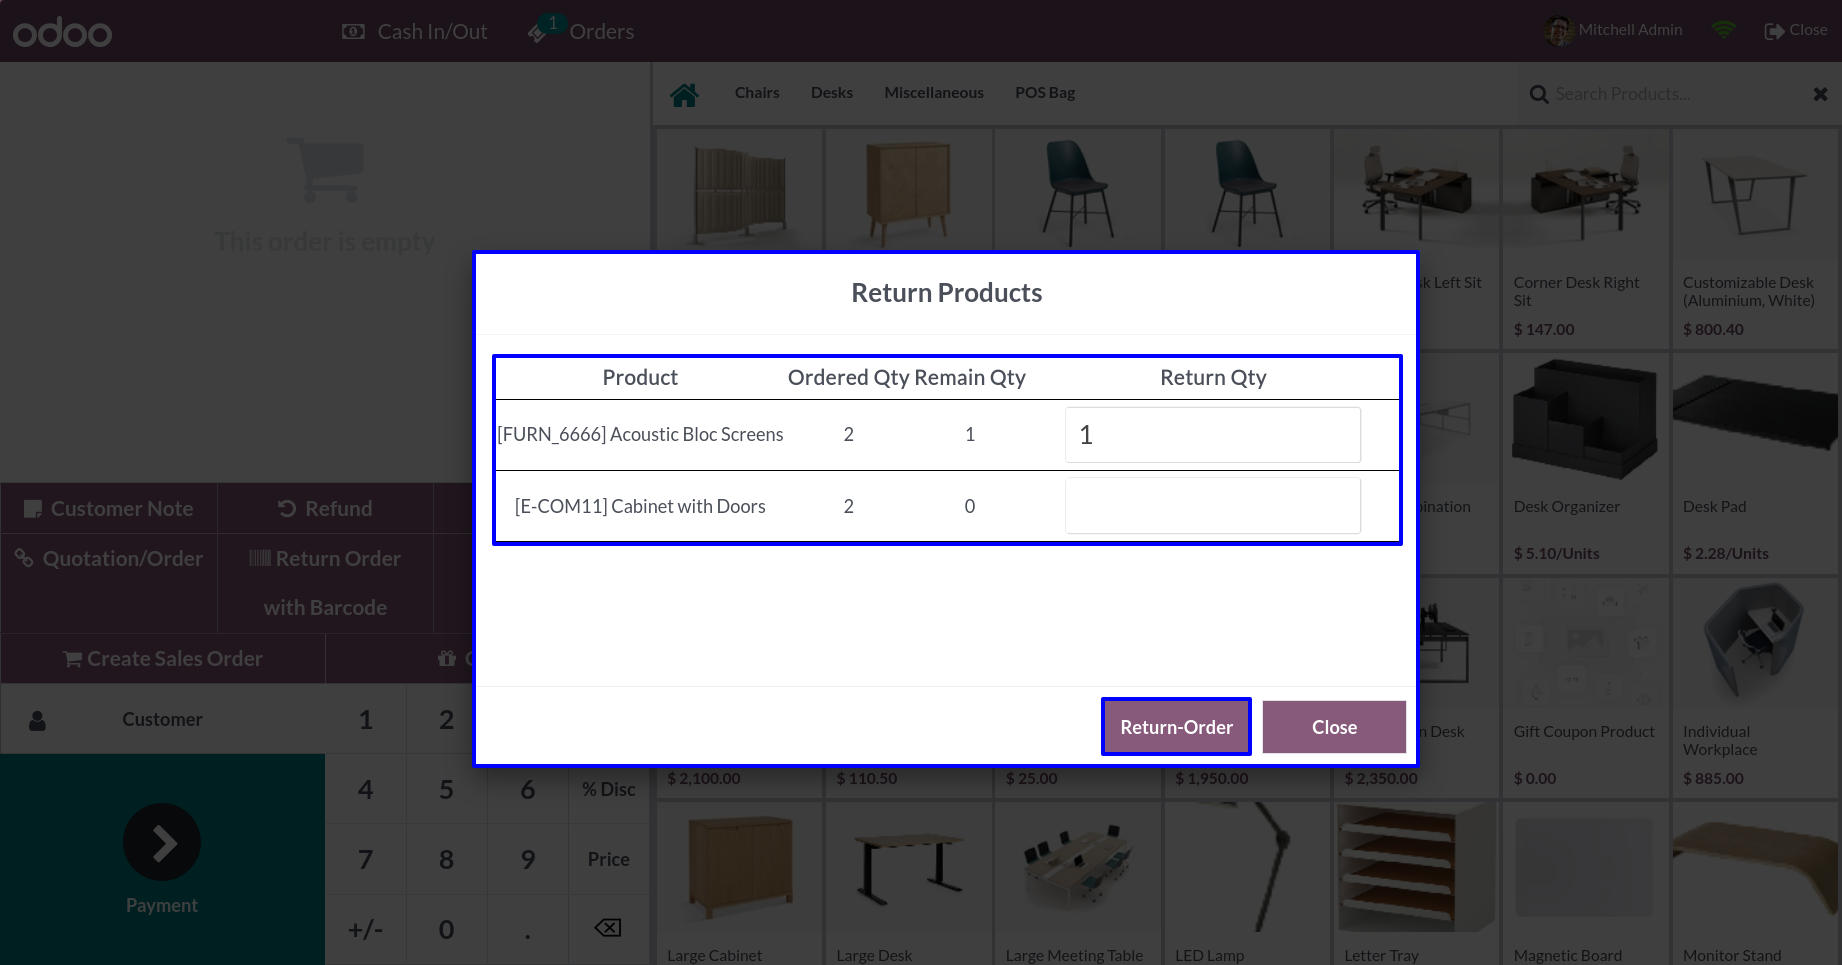 odoo
Cash In/Out
1
Orders
Mitchell Admin
Close
Chairs
Desks
Miscellaneous
POS Bag
Search Products...
This order is empty
k Left Sit
Corner Desk Right
Sit
$ 147.00
Customizable Desk
(Aluminium, White)
$ 800.40
Return Products
Product Ordered Qty Remain Qty Return Qty
[FURN_6666] Acoustic Bloc Screens 2 1 1
[E-COM11] Cabinet with Doors 2 0
Return-Order
Close
bination
Desk Organizer
$ 5.10/Units
Desk Pad
$ 2.28/Units
Customer Note
Refund
Quotation/Order
Return Order
with Barcode
Create Sales Order
n Desk
Gift Coupon Product
$ 0.00
Individual
Workplace
$ 885.00
$ 2,100.00
$ 110.50
$ 25.00
$ 1,950.00
$ 2,350.00
Customer
Payment
1 2
4 5 6 % Disc
7 8 9 Price
+/- 0 .
Large Cabinet
Large Desk
Large Meeting Table
LED Lamp
Letter Tray
Magnetic Board
Monitor Stand